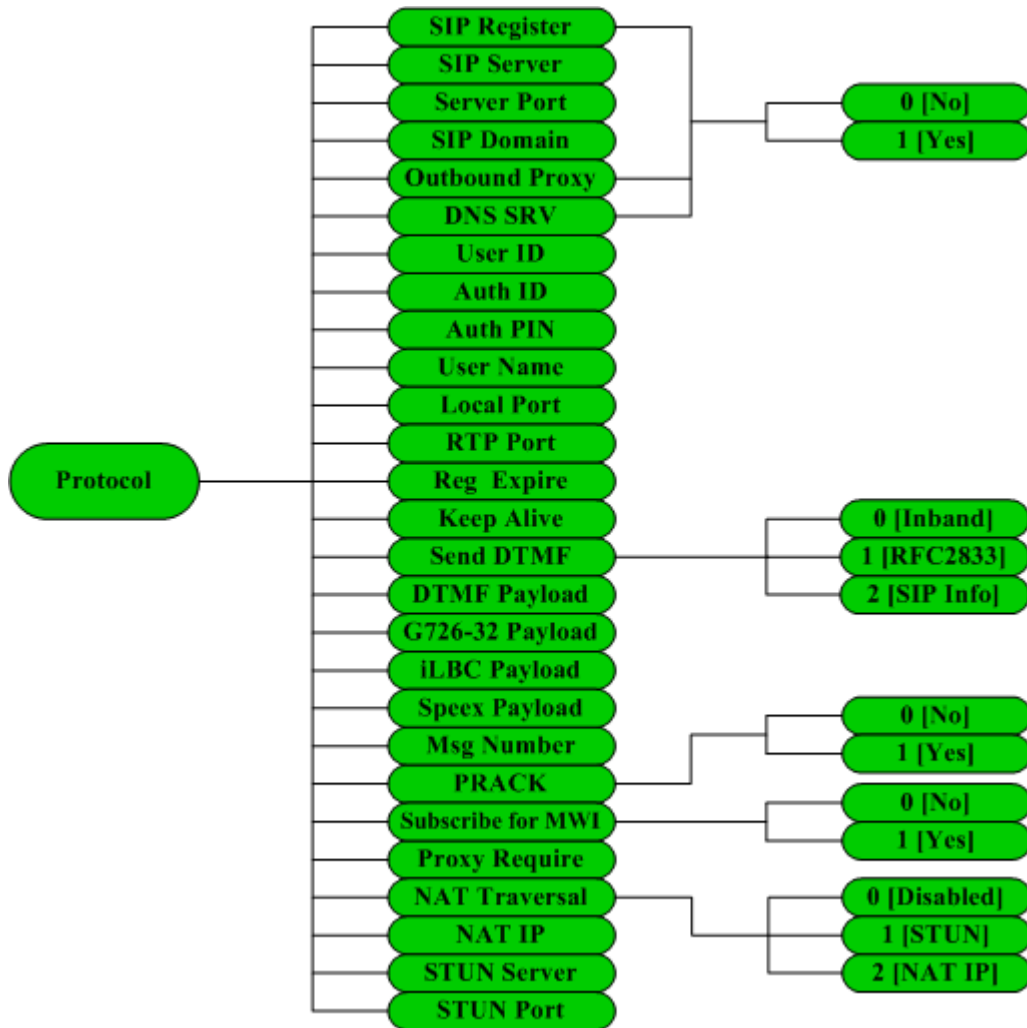 Protocol
SIP Register
SIP Server
Server Port
SIP Domain
Outbound Proxy
DNS SRV
User ID
Auth ID
Auth PIN
User Name
Local Port
RTP Port
Reg Expire
Keep Alive
Send DTMF
DTMF Payload
G726-32 Payload
iLBC Payload
Speex Payload
Msg Number
PRACK
Subscribe for MWI
Proxy Require
NAT Traversal
NAT IP
STUN Server
STUN Port
0 [No]
1 [Yes]
0 [Inband]
1 [RFC2833]
2 [SIP Info]
0 [No]
1 [Yes]
0 [No]
1 [Yes]
0 [Disabled]
1 [STUN]
2 [NAT IP]